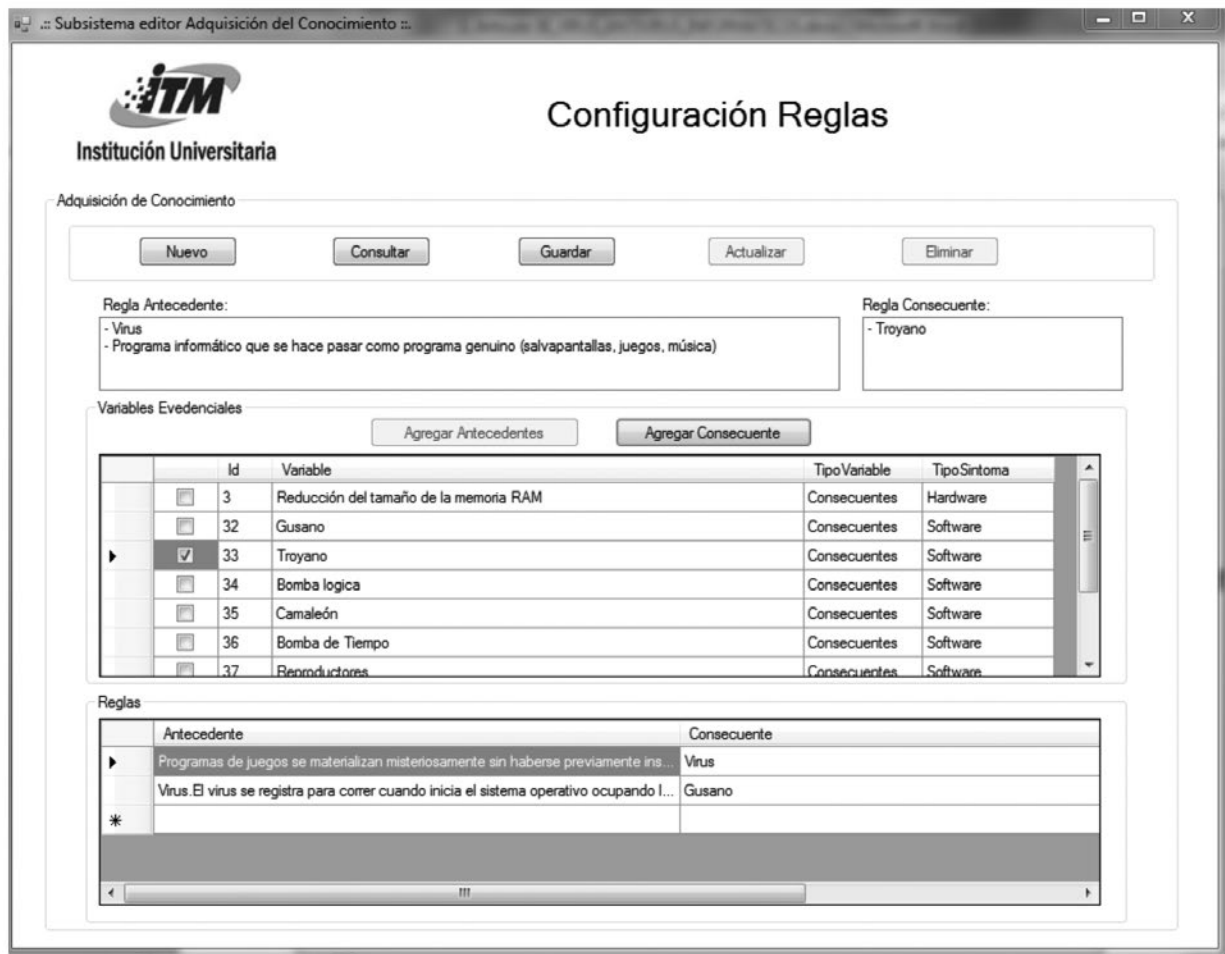 .:: Subsistema editor Adquisición del Conocimiento ::.
iTM
Institución Universitaria
Configuración Reglas
Adquisición de Conocimiento
Nuevo Consultar Guardar Actualizar Eliminar
Regla Antecedente: Regla Consecuente:
- Virus
- Programa informático que se hace pasar como programa genuino (salvapantallas, juegos, música)
- Troyano
Variables Evedenciales
Agregar Antecedentes Agregar Consecuente
Id Variable TipoVariable TipoSintoma
3 Reducción del tamaño de la memoria RAM Consecuentes Hardware
32 Gusano Consecuentes Software
33 Troyano Consecuentes Software
34 Bomba logica Consecuentes Software
35 Camaleón Consecuentes Software
36 Bomba de Tiempo Consecuentes Software
37 Reproductores Consecuentes Software
Reglas
Antecedente Consecuente
Programas de juegos se materializan misteriosamente sin haberse previamente ins... Virus
Virus.El virus se registra para correr cuando inicia el sistema operativo ocupando l... Gusano